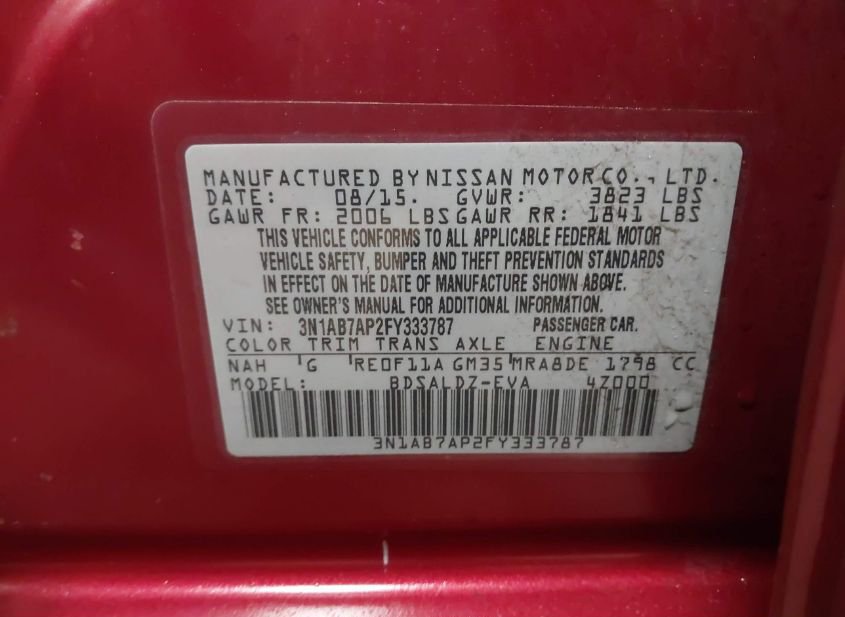 MANUFACTURED BY NISSAN MOTOR CO., LTD.
DATE: 08/15. GVWR: 3823 LBS
GAWR FR: 2006 LBS GAWR RR: 1841 LBS
THIS VEHICLE CONFORMS TO ALL APPLICABLE FEDERAL MOTOR
VEHICLE SAFETY, BUMPER AND THEFT PREVENTION STANDARDS
IN EFFECT ON THE DATE OF MANUFACTURE SHOWN ABOVE.
SEE OWNER'S MANUAL FOR ADDITIONAL INFORMATION.
VIN: 3N1AB7AP2FY333787 PASSENGER CAR.
COLOR TRIM TRANS AXLE ENGINE
NAH G RE0F11A GM35 MRA8DE 1798 CC
MODEL: BDSALDZ-EVA 4Z000
3N1AB7AP2FY333787